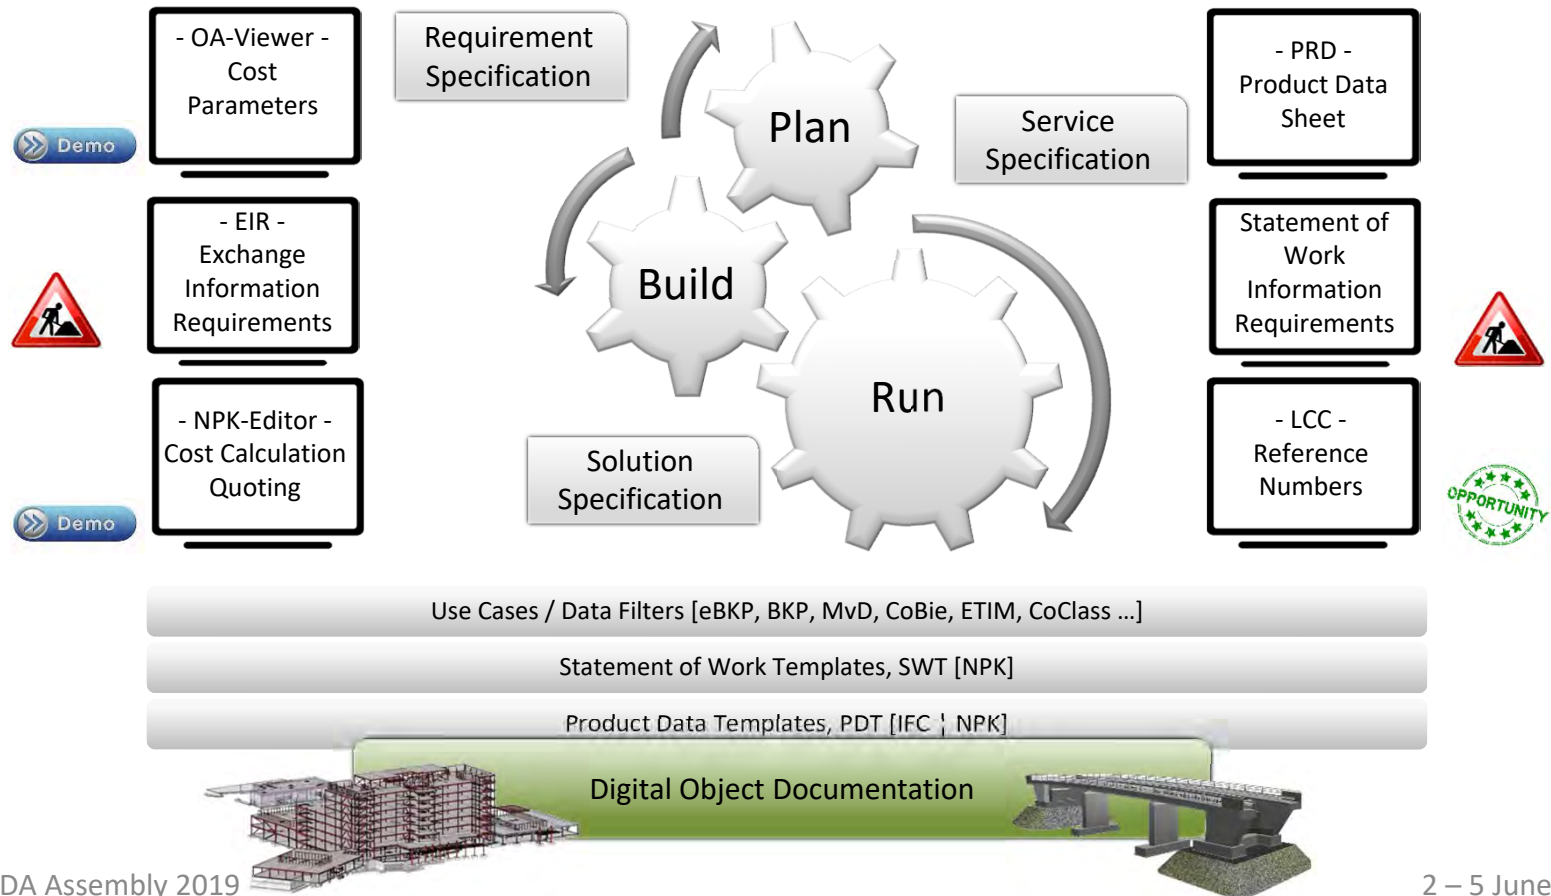 - OA-Viewer -
Cost
Parameters
Demo
- EIR -
Exchange
Information
Requirements
- NPK-Editor -
Cost Calculation
Quoting
Demo
Requirement
Specification
Plan
Service
Specification
Build
Run
Solution
Specification
- PRD -
Product Data
Sheet
Statement of
Work
Information
Requirements
- LCC -
Reference
Numbers
OPPORTUNITY
Use Cases / Data Filters [eBKP, BKP, MvD, CoBie, ETIM, CoClass ...]
Statement of Work Templates, SWT [NPK]
Product Data Templates, PDT [IFC ¦ NPK]
Digital Object Documentation
DA Assembly 2019
2 – 5 June